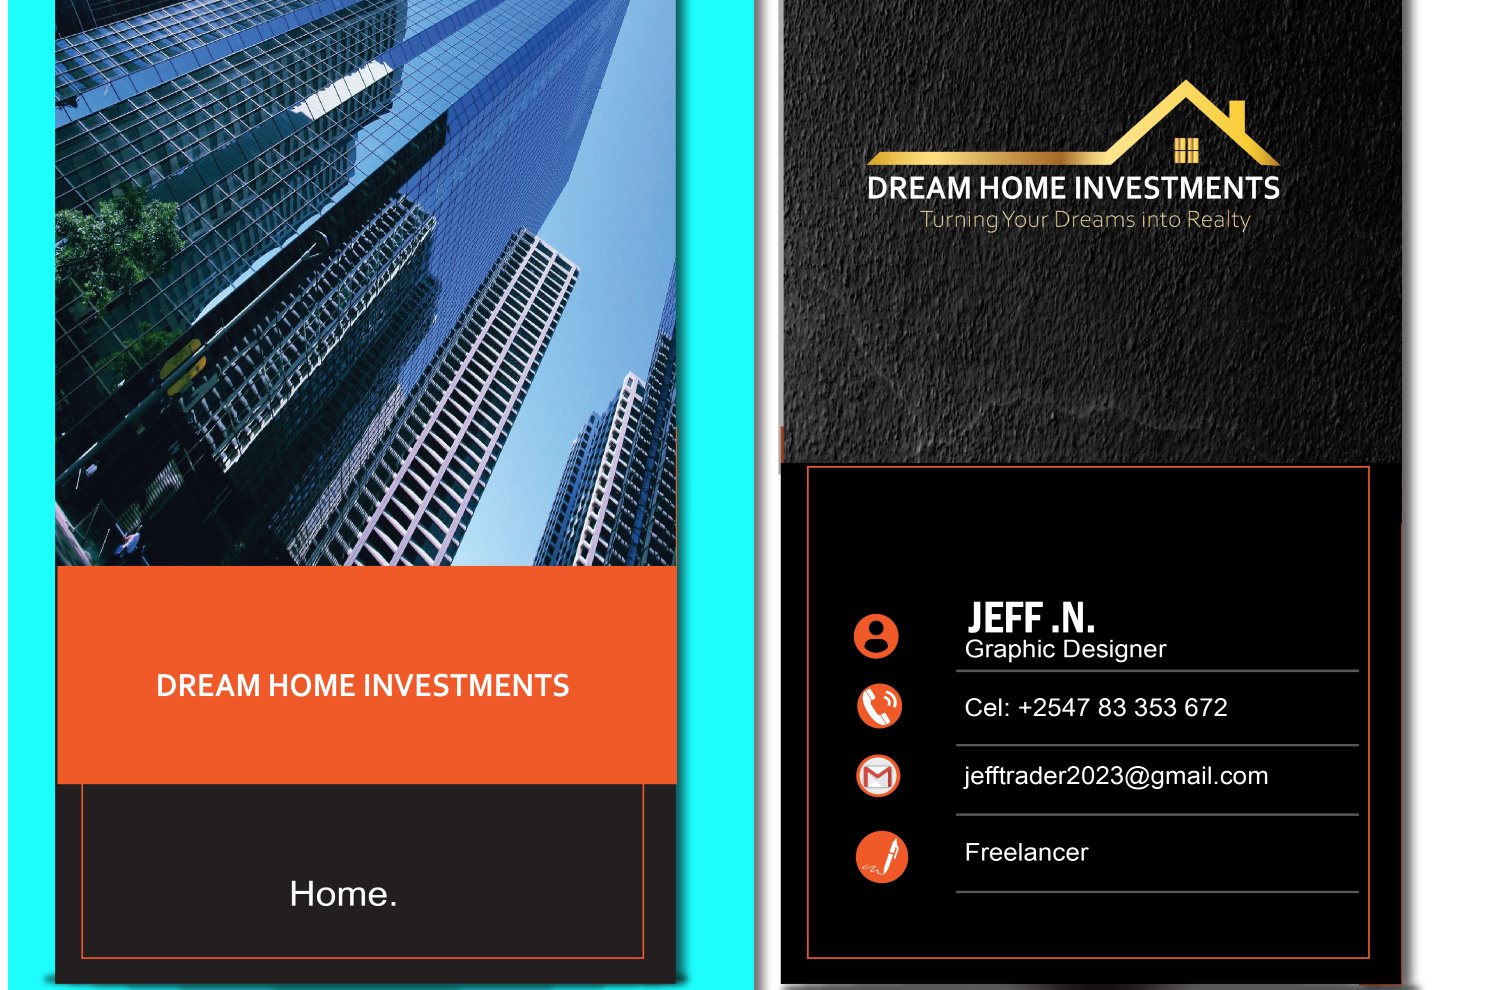 DREAM HOME INVESTMENTS
Home.
DREAM HOME INVESTMENTS
Turning Your Dreams into Realty
JEFF .N.
Graphic Designer
Cel: +2547 83 353 672
jefftrader2023@gmail.com
Freelancer